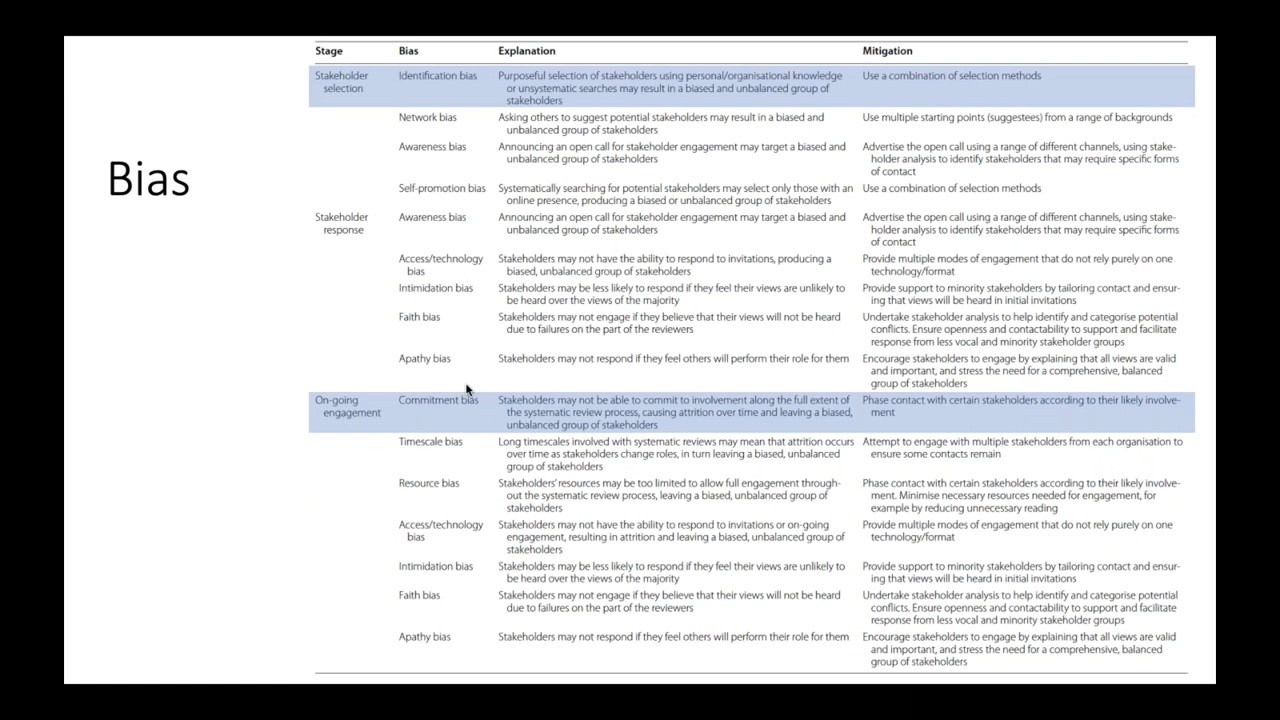 Bias
Stage Bias Explanation Mitigation
Stakeholder Identification bias Purposeful selection of stakeholders using personal/organisational knowledge Use a combination of selection methods
selection or unsystematic searches may result in a biased and unbalanced group of
stakeholders
Network bias Asking others to suggest potential stakeholders may result in a biased and Use multiple starting points (suggestees) from a range of backgrounds
unbalanced group of stakeholders
Awareness bias Announcing an open call for stakeholder engagement may target a biased and Advertise the open call using a range of different channels, using stake-
unbalanced group of stakeholders holder analysis to identify stakeholders that may require specific forms
of contact
Self-promotion bias Systematically searching for potential stakeholders may select only those with an Use a combination of selection methods
online presence, producing a biased or unbalanced group of stakeholders
Stakeholder Awareness bias Announcing an open call for stakeholder engagement may target a biased and Advertise the open call using a range of different channels, using stake-
response unbalanced group of stakeholders holder analysis to identify stakeholders that may require specific forms
of contact
Access/technology Stakeholders may not have the ability to respond to invitations, producing a Provide multiple modes of engagement that do not rely purely on one
bias biased, unbalanced group of stakeholders technology/format
Intimidation bias Stakeholders may be less likely to respond if they feel their views are unlikely to Provide support to minority stakeholders by tailoring contact and ensur-
be heard over the views of the majority ing that views will be heard in initial invitations
Faith bias Stakeholders may not engage if they believe that their views will not be heard Undertake stakeholder analysis to help identify and categorise potential
due to failures on the part of the reviewers conflicts. Ensure openness and contactability to support and facilitate
response from less vocal and minority stakeholder groups
Apathy bias Stakeholders may not respond if they feel others will perform their role for them Encourage stakeholders to engage by explaining that all views are valid
and important, and stress the need for a comprehensive, balanced
group of stakeholders
On-going Commitment bias Stakeholders may not be able to commit to involvement along the full extent of Phase contact with certain stakeholders according to their likely involve-
engagement the systematic review process, causing attrition over time and leaving a biased, ment
unbalanced group of stakeholders
Timescale bias Long timescales involved with systematic reviews may mean that attrition occurs Attempt to engage with multiple stakeholders from each organisation to
over time as stakeholders change roles, in turn leaving a biased, unbalanced ensure some contacts remain
group of stakeholders
Resource bias Stakeholders' resources may be too limited to allow full engagement through- Phase contact with certain stakeholders according to their likely involve-
out the systematic review process, leaving a biased, unbalanced group of ment. Minimise necessary resources needed for engagement, for
stakeholders example by reducing unnecessary reading
Access/technology Stakeholders may not have the ability to respond to invitations or on-going Provide multiple modes of engagement that do not rely purely on one
bias engagement, resulting in attrition and leaving a biased, unbalanced group of technology/format
stakeholders
Intimidation bias Stakeholders may be less likely to respond if they feel their views are unlikely to Provide support to minority stakeholders by tailoring contact and ensur-
be heard over the views of the majority ing that views will be heard in initial invitations
Faith bias Stakeholders may not engage if they believe that their views will not be heard Undertake stakeholder analysis to help identify and categorise potential
due to failures on the part of the reviewers conflicts. Ensure openness and contactability to support and facilitate
response from less vocal and minority stakeholder groups
Apathy bias Stakeholders may not respond if they feel others will perform their role for them Encourage stakeholders to engage by explaining that all views are valid
and important, and stress the need for a comprehensive, balanced
group of stakeholders